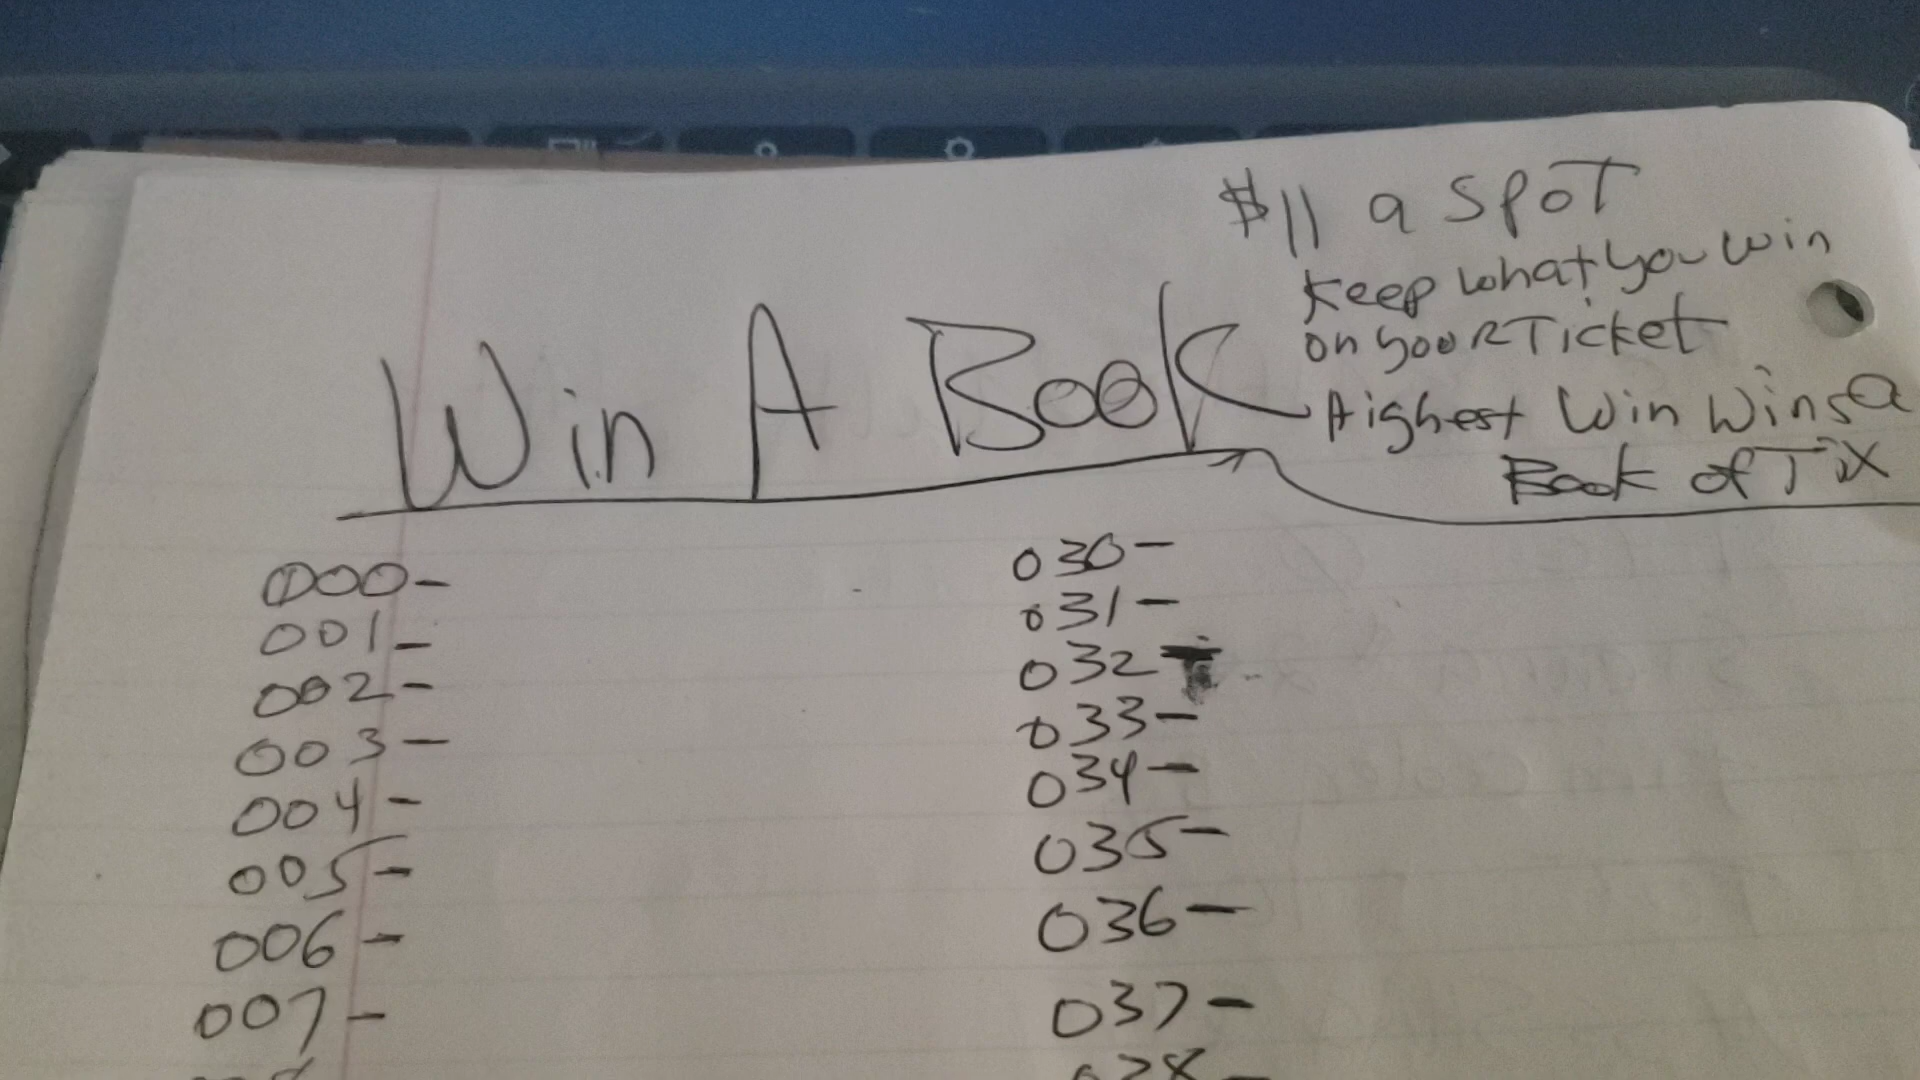 $11 a SPOT
Keep what you win
on your Ticket
Highest Win Wins a
Book of Tix
Win A Book
000-
001-
002-
003-
004-
005-
006-
007-
030-
031-
032-
033-
034-
035-
036-
037-
038-